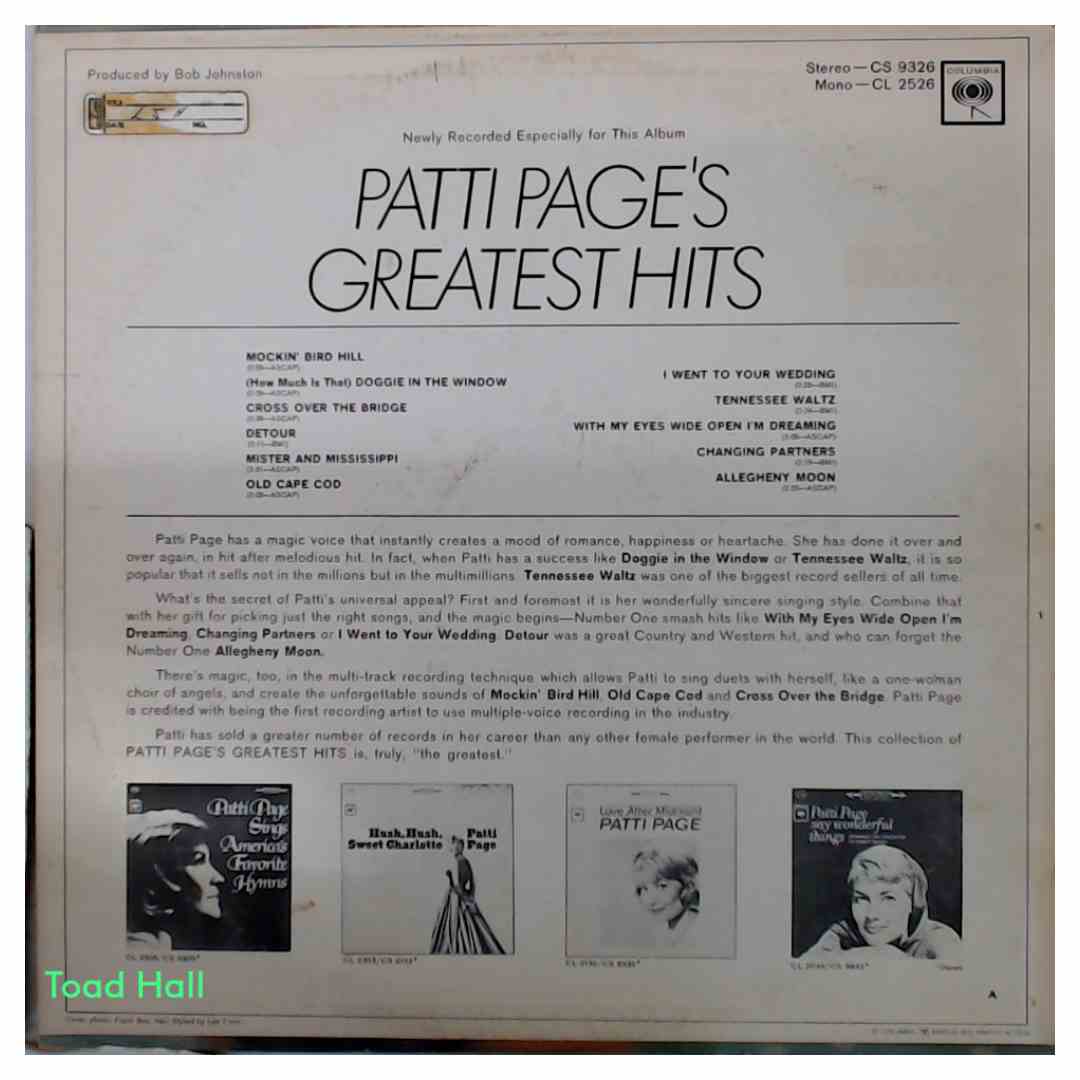 Produced by Bob Johnston
Stereo—CS 9326
Mono—CL 2526
COLUMBIA
TITLE
DATE NO.
Newly Recorded Especially for This Album
PATTI PAGE'S
GREATEST HITS
MOCKIN' BIRD HILL
(How Much Is That) DOGGIE IN THE WINDOW
CROSS OVER THE BRIDGE
DETOUR
MISTER AND MISSISSIPPI
OLD CAPE COD
I WENT TO YOUR WEDDING
TENNESSEE WALTZ
WITH MY EYES WIDE OPEN I'M DREAMING
CHANGING PARTNERS
ALLEGHENY MOON
Patti Page has a magic voice that instantly creates a mood of romance, happiness or heartache. She has done it over and
over again, in hit after melodious hit. In fact, when Patti has a success like Doggie in the Window or Tennessee Waltz, it is so
popular that it sells not in the millions but in the multimillions. Tennessee Waltz was one of the biggest record sellers of all time.
What's the secret of Patti's universal appeal? First and foremost it is her wonderfully sincere singing style. Combine that
with her gift for picking just the right songs, and the magic begins—Number One smash hits like With My Eyes Wide Open I'm
Dreaming, Changing Partners or I Went to Your Wedding. Detour was a great Country and Western hit, and who can forget the
Number One Allegheny Moon.
There's magic, too, in the multi-track recording technique which allows Patti to sing duets with herself, like a one-woman
choir of angels, and create the unforgettable sounds of Mockin' Bird Hill, Old Cape Cod and Cross Over the Bridge. Patti Page
is credited with being the first recording artist to use multiple-voice recording in the industry.
Patti has sold a greater number of records in her career than any other female performer in the world. This collection of
PATTI PAGE'S GREATEST HITS is, truly, "the greatest."
Patti Page
Sings
America's
Favorite
Hymns
Hush, Hush, Patti
Sweet Charlotte Page
Love After Midnight
PATTI PAGE
Patti Page
say wonderful
things
Toad Hall
A